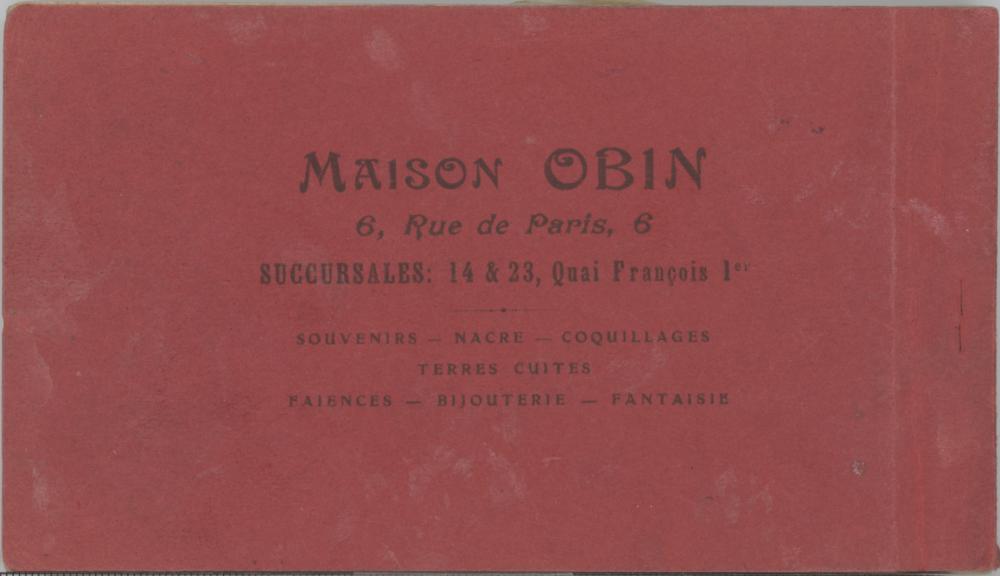 MAISON OBIN
6, Rue de Paris, 6
SUCCURSALES: 14 & 23, Quai François 1er
SOUVENIRS — NACRE — COQUILLAGES
TERRES CUITES
FAIENCES — BIJOUTERIE — FANTAISIE